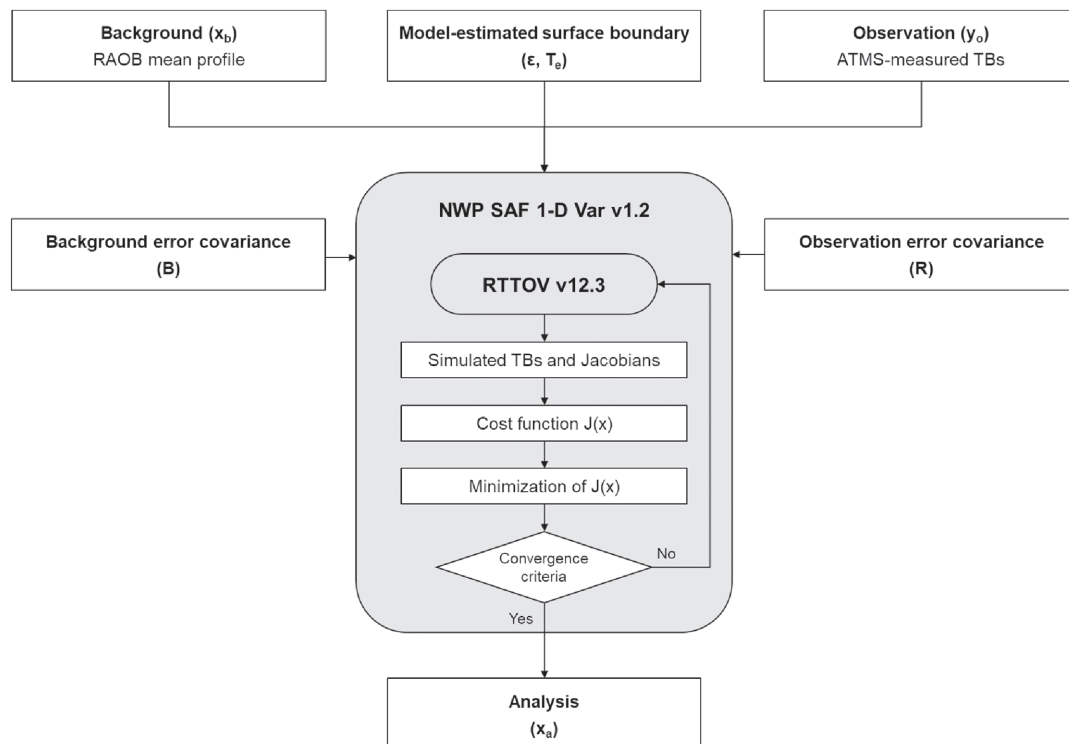 Background (xb)
RAOB mean profile
Model-estimated surface boundary
(ε, Te)
Observation (yo)
ATMS-measured TBs
NWP SAF 1-D Var v1.2
Background error covariance
(B)
Observation error covariance
(R)
RTTOV v12.3
Simulated TBs and Jacobians
Cost function J(x)
Minimization of J(x)
Convergence
criteria
No
Yes
Analysis
(xa)